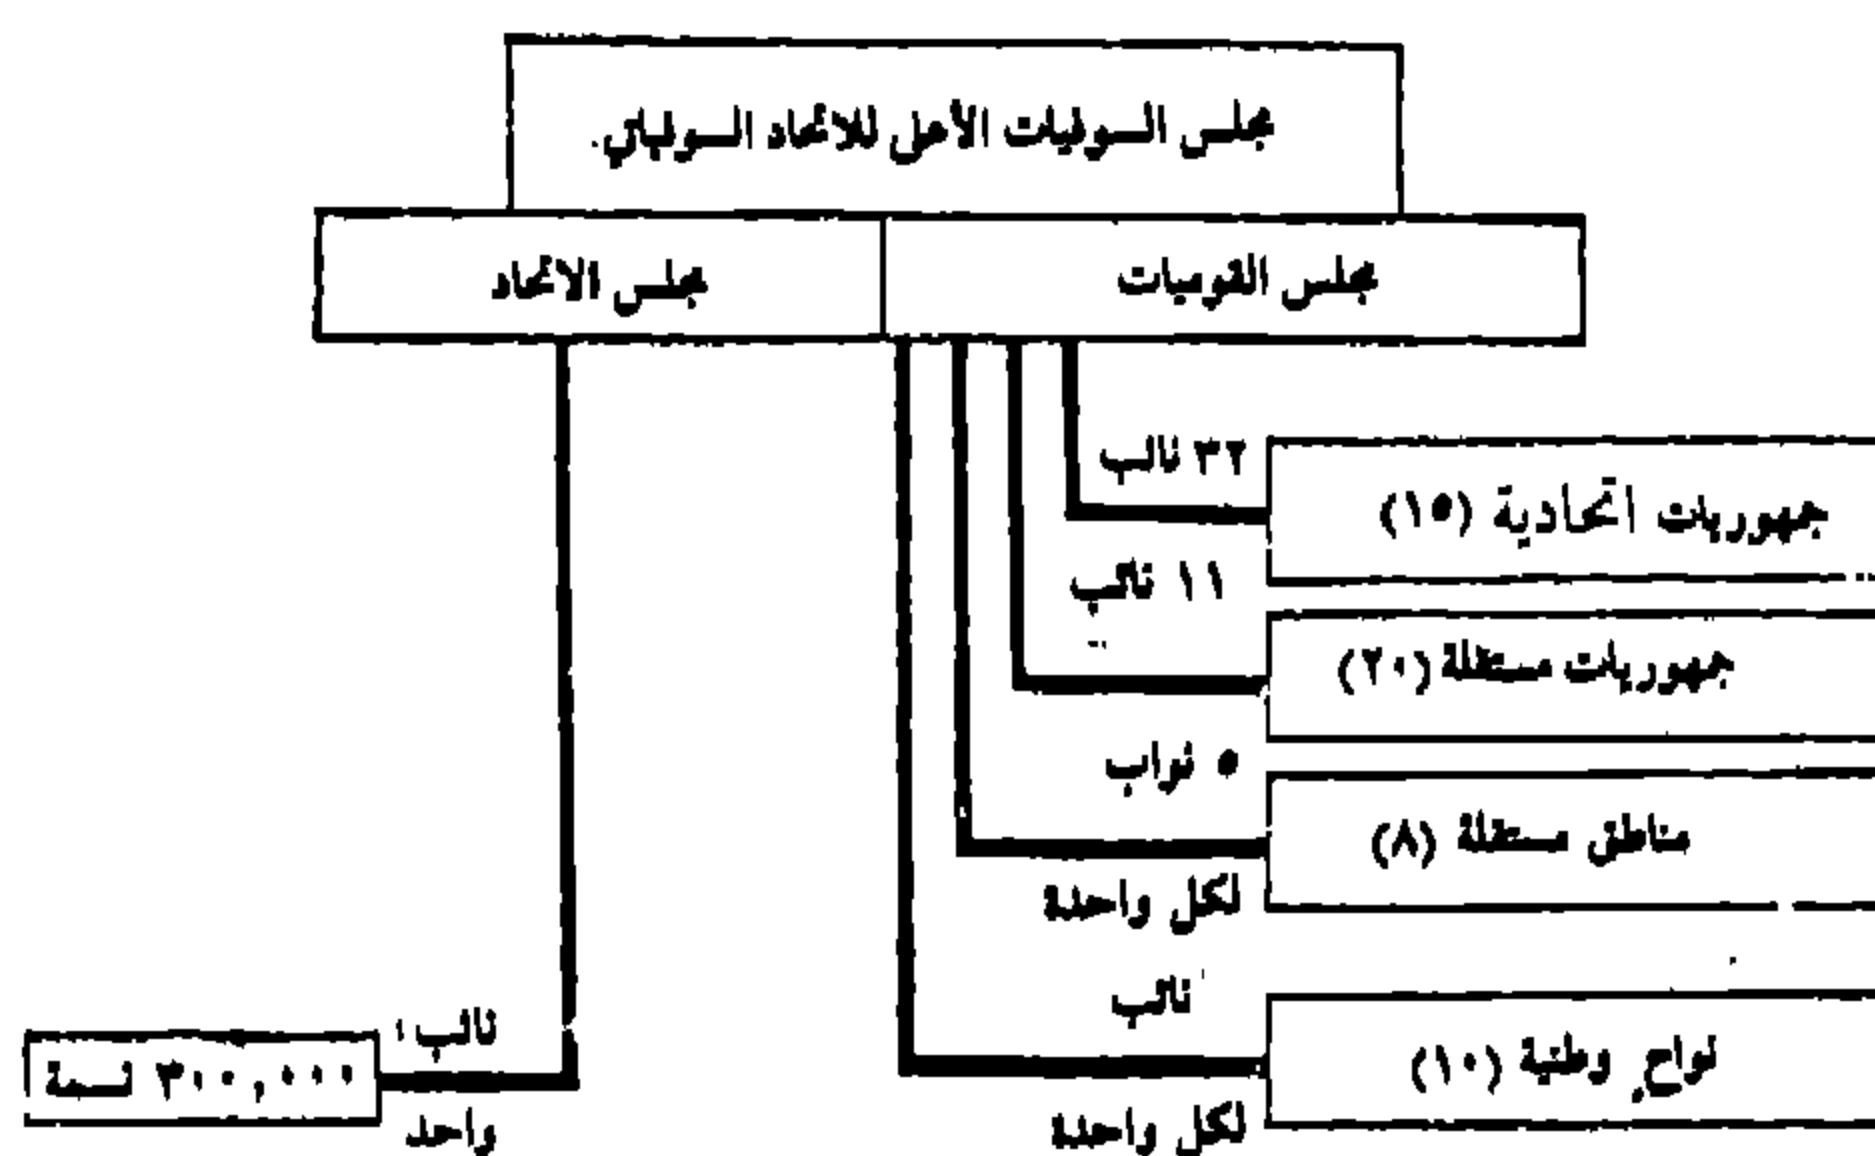 مجلس السوفيات الأعلى للاتحاد السوفياتي.
مجلس القوميات
مجلس الاتحاد
٣٢ نائب
جمهوريات اتحادية (١٥)
١١ نائب
جمهوريات مستقلة (٢٠)
٥ نواب
مناطق مستقلة (٨)
لكل واحدة
نائب
نواح وطنية (١٠)
لكل واحدة
نائب
٣٠٠,٠٠٠ نسمة
واحد